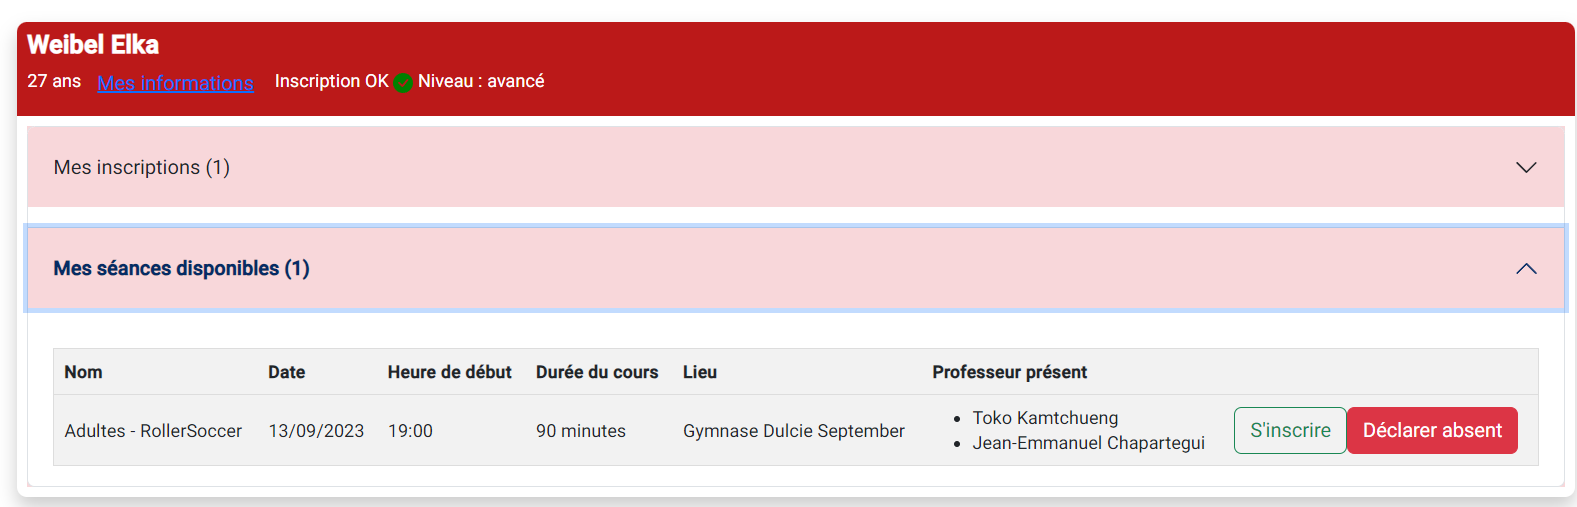 Weibel Elka
27 ans Mes informations Inscription OK Niveau : avancé
Mes inscriptions (1)
Mes séances disponibles (1)
Nom Date Heure de début Durée du cours Lieu Professeur présent
Adultes - RollerSoccer 13/09/2023 19:00 90 minutes Gymnase Dulcie September
• Toko Kamtchueng
• Jean-Emmanuel Chapartegui
S'inscrire Déclarer absent